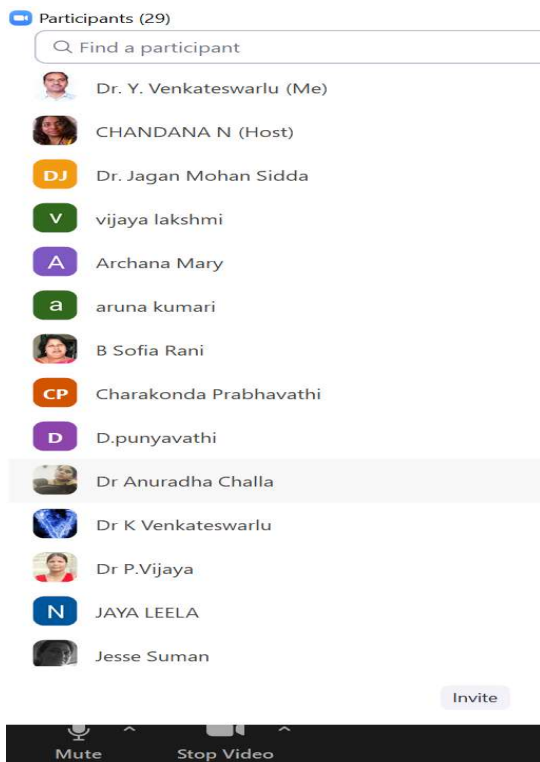 Participants (29)
Find a participant
Dr. Y. Venkateswarlu (Me)
CHANDANA N (Host)
DJ Dr. Jagan Mohan Sidda
v vijaya lakshmi
A Archana Mary
a aruna kumari
B Sofia Rani
CP Charakonda Prabhavathi
D D.punyavathi
Dr Anuradha Challa
Dr K Venkateswarlu
Dr P.Vijaya
N JAYA LEELA
Jesse Suman
Invite
Mute Stop Video